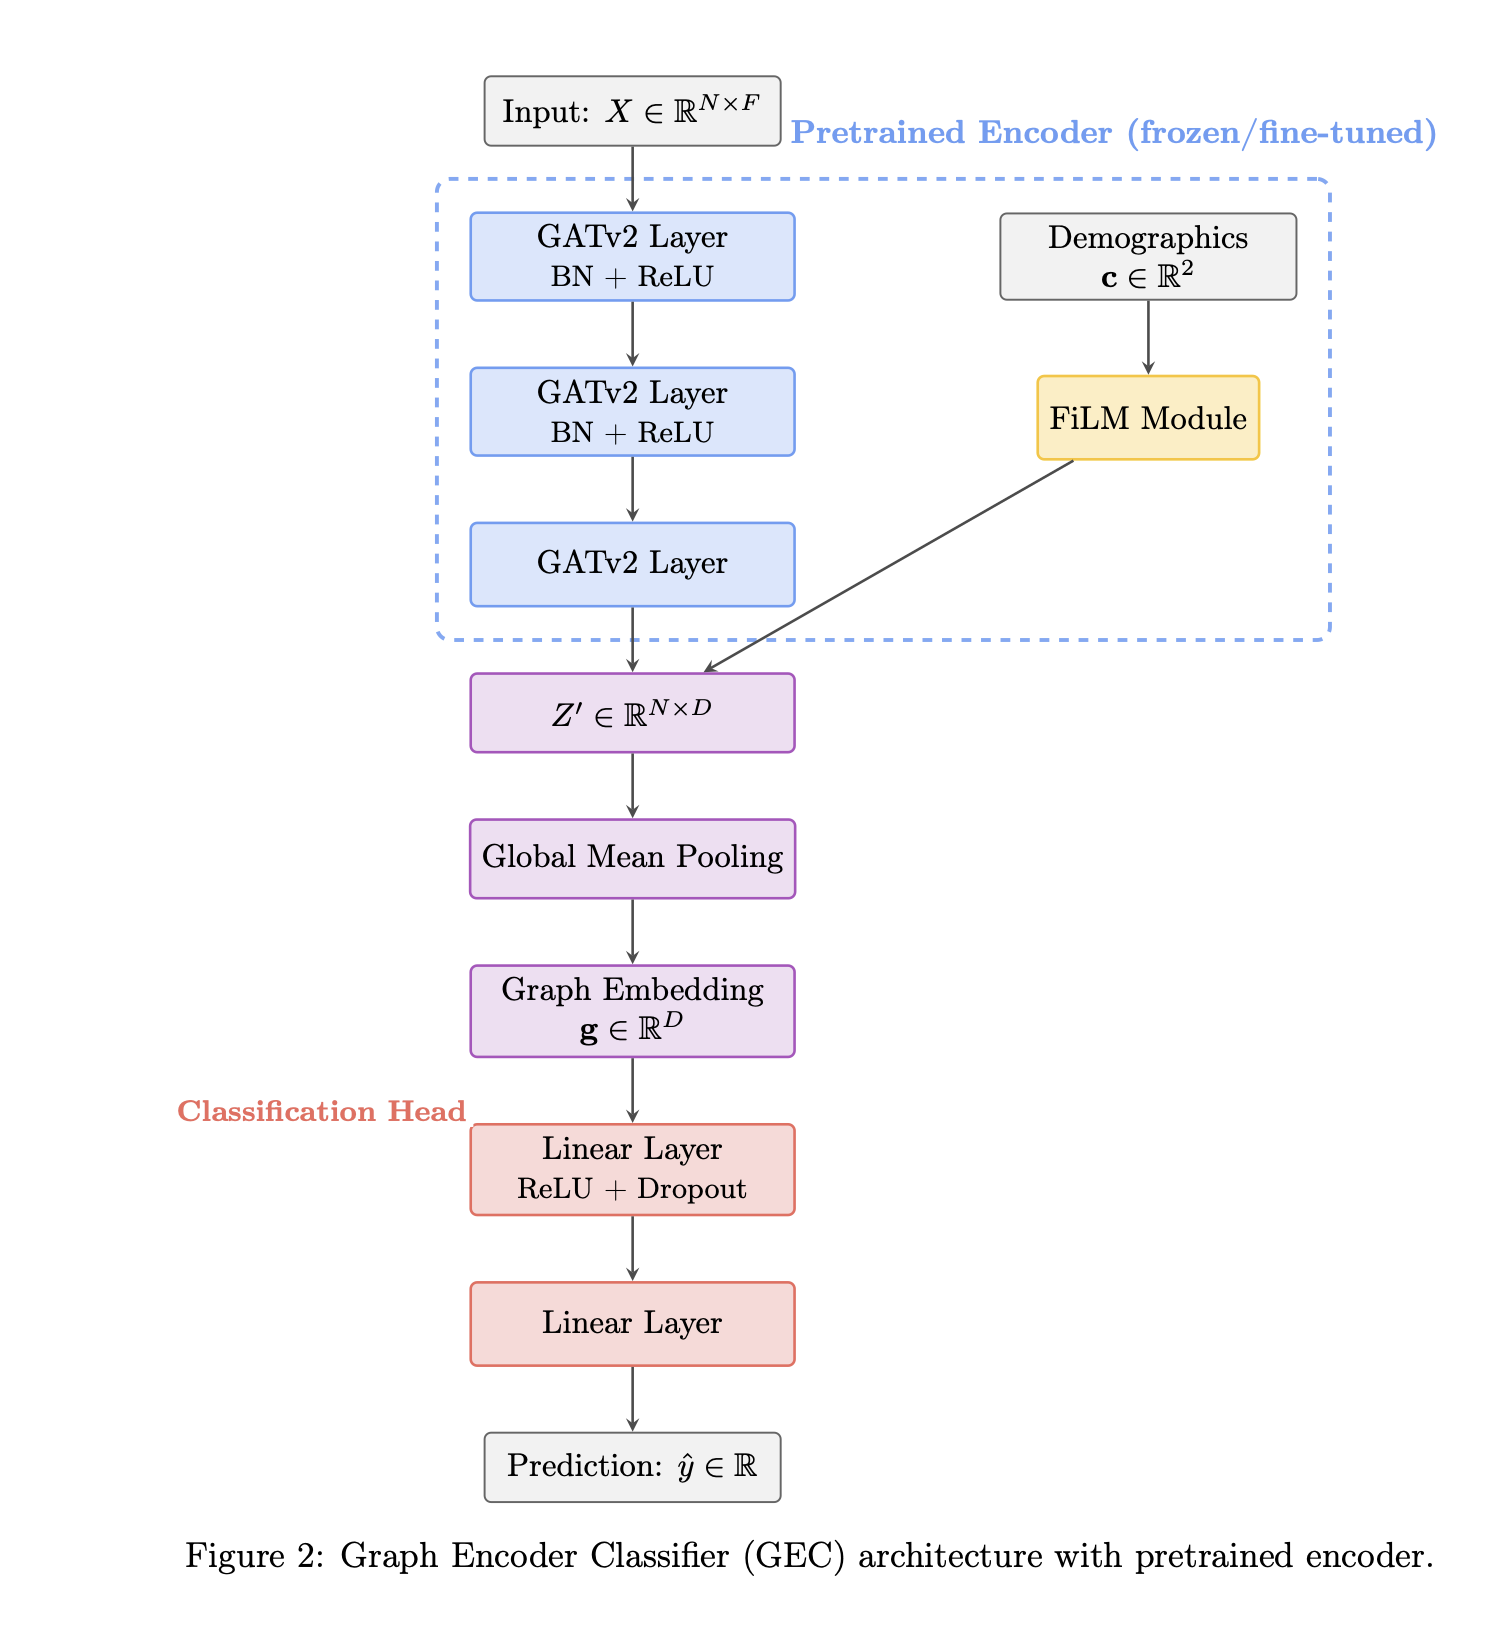 Input: X ∈ ℝ^{N×F}
Pretrained Encoder (frozen/fine-tuned)
GATv2 Layer
BN + ReLU
Demographics
c ∈ ℝ²
GATv2 Layer
BN + ReLU
FiLM Module
GATv2 Layer
Z′ ∈ ℝ^{N×D}
Global Mean Pooling
Graph Embedding
g ∈ ℝ^D
Classification Head
Linear Layer
ReLU + Dropout
Linear Layer
Prediction: ŷ ∈ ℝ
Figure 2: Graph Encoder Classifier (GEC) architecture with pretrained encoder.